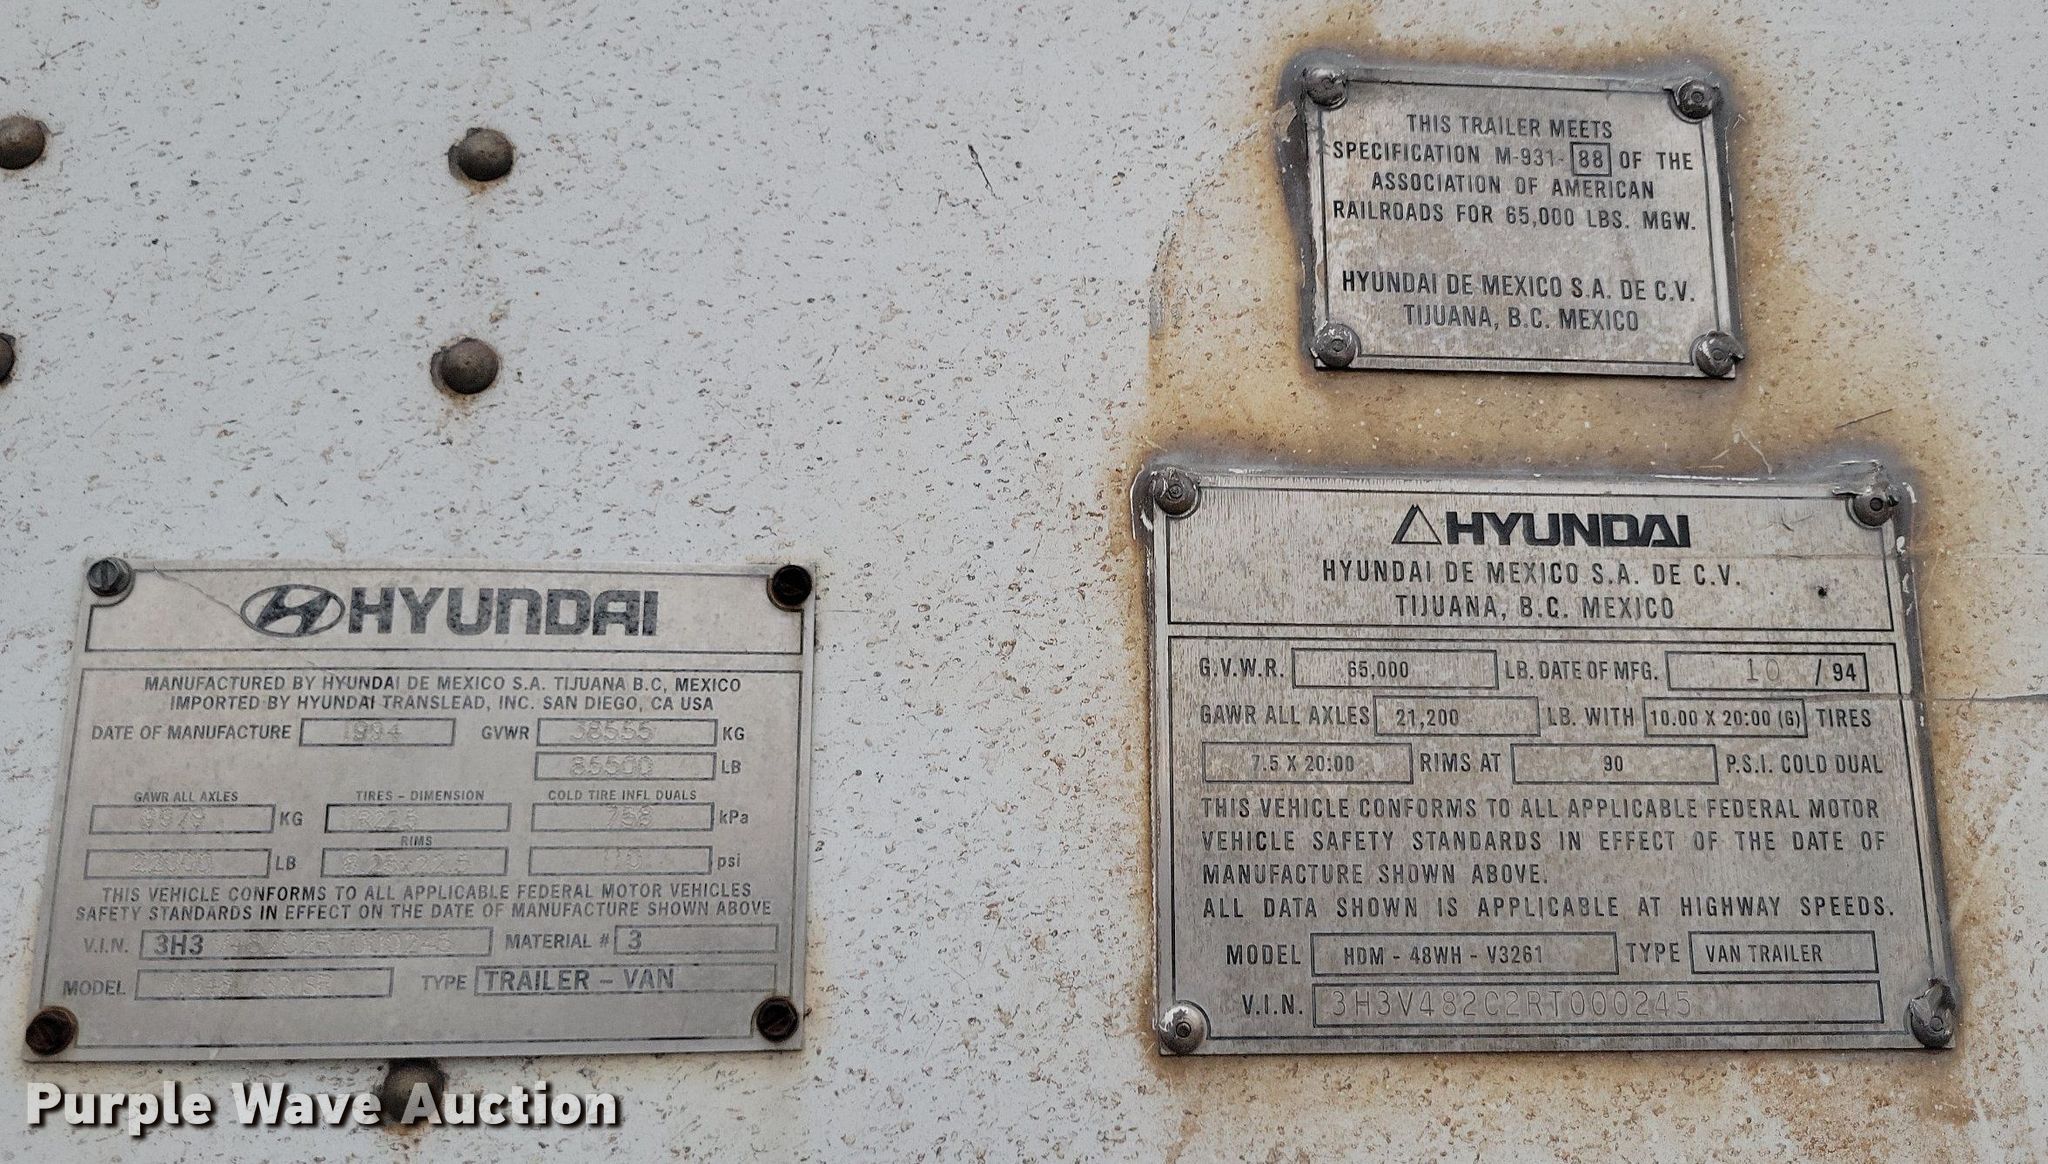 HYUNDAI
MANUFACTURED BY HYUNDAI DE MEXICO S.A. TIJUANA B.C, MEXICO
IMPORTED BY HYUNDAI TRANSLEAD, INC. SAN DIEGO, CA USA
DATE OF MANUFACTURE 1994 GVWR 38555 KG
85500 LB
GAWR ALL AXLES TIRES - DIMENSION COLD TIRE INFL DUALS
9979 KG 758 kPa
RIMS
22000 LB 8.25x22.5 110 psi
THIS VEHICLE CONFORMS TO ALL APPLICABLE FEDERAL MOTOR VEHICLES
SAFETY STANDARDS IN EFFECT ON THE DATE OF MANUFACTURE SHOWN ABOVE
V.I.N. 3H3 MATERIAL # 3
MODEL TYPE TRAILER - VAN
THIS TRAILER MEETS
SPECIFICATION M-931-88 OF THE
ASSOCIATION OF AMERICAN
RAILROADS FOR 65,000 LBS. MGW.
HYUNDAI DE MEXICO S.A. DE C.V.
TIJUANA, B.C. MEXICO
HYUNDAI
HYUNDAI DE MEXICO S.A. DE C.V.
TIJUANA, B.C. MEXICO
G.V.W.R. 65,000 LB. DATE OF MFG. 10 / 94
GAWR ALL AXLES 21,200 LB. WITH 10.00 X 20:00 (G) TIRES
7.5 X 20:00 RIMS AT 90 P.S.I. COLD DUAL
THIS VEHICLE CONFORMS TO ALL APPLICABLE FEDERAL MOTOR
VEHICLE SAFETY STANDARDS IN EFFECT OF THE DATE OF
MANUFACTURE SHOWN ABOVE.
ALL DATA SHOWN IS APPLICABLE AT HIGHWAY SPEEDS.
MODEL HDM - 48WH - V3261 TYPE VAN TRAILER
V.I.N. 3H3V482C2RT000245
Purple Wave Auction